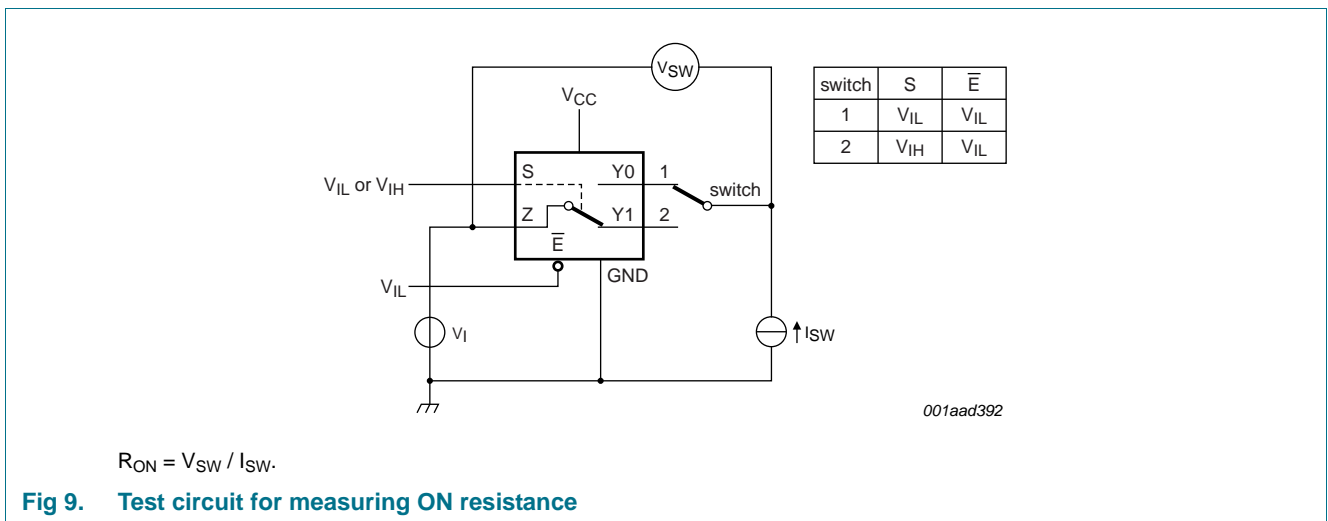 VSW
switch S E̅
1 VIL VIL
2 VIH VIL
VCC
S Y0 1
VIL or VIH
switch
Z Y1 2
E̅
GND
VIL
VI
ISW
001aad392
RON = VSW / ISW.
Fig 9. Test circuit for measuring ON resistance